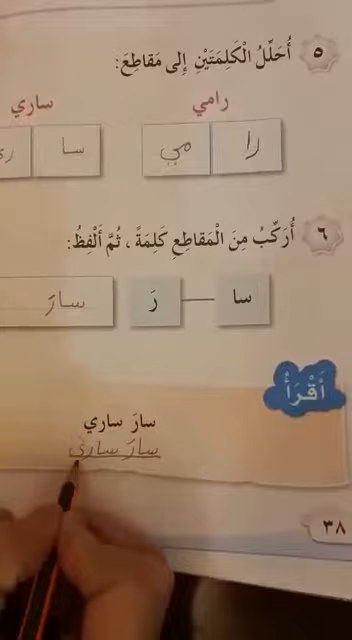 ٥ أُحَلِّلُ الْكَلِمَتَيْنِ إِلى مَقاطِعَ:
رامي ساري
را مي سا ري
٦ أُرَكِّبُ مِنَ الْمَقاطِعِ كَلِمَةً ، ثُمَّ أَلْفِظُ:
سا رَ سارَ
أَقْرَأُ
سارَ ساري
سارَ ساري
٣٨